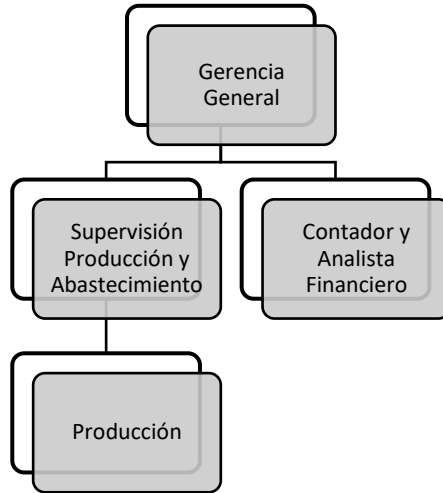 Gerencia
General
Supervisión
Producción y
Abastecimiento
Contador y
Analista
Financiero
Producción